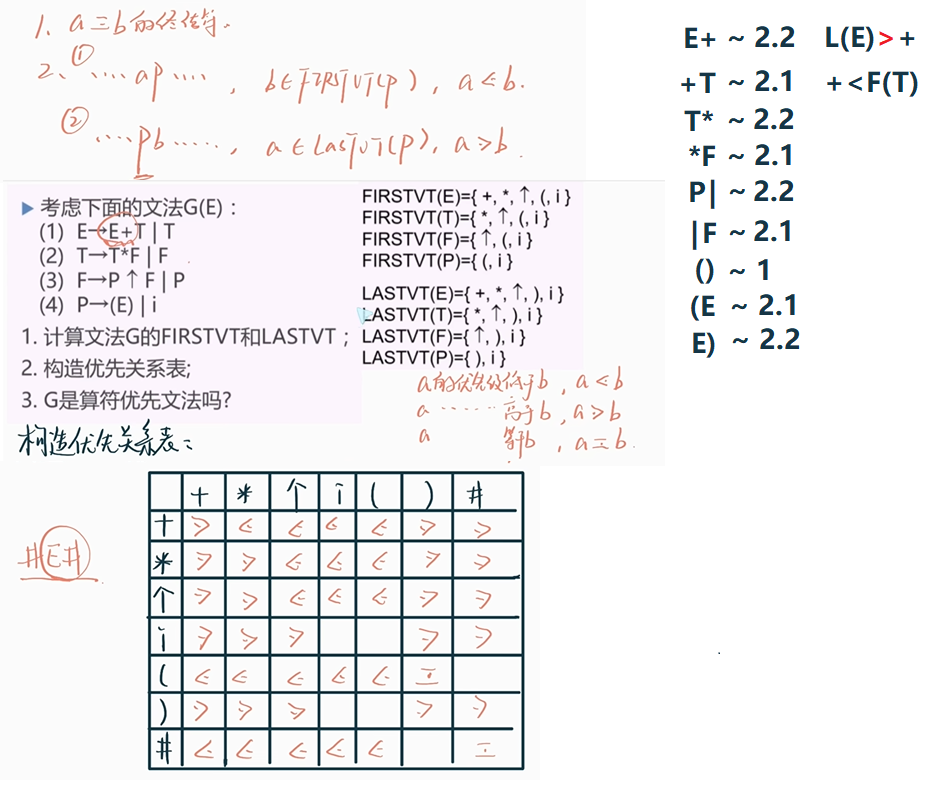 1. a≡b的终结符.
2. ①····aP····, b∈FIRSTVT(P), a⋖b.
②····Pb·····, a∈LastVT(P), a⋗b.
考虑下面的文法G(E)：
(1) E→E+T | T
(2) T→T*F | F
(3) F→P↑F | P
(4) P→(E) | i
1. 计算文法G的FIRSTVT和LASTVT；
2. 构造优先关系表;
3. G是算符优先文法吗?
FIRSTVT(E)={ +, *, ↑, (, i }
FIRSTVT(T)={ *, ↑, (, i }
FIRSTVT(F)={ ↑, (, i }
FIRSTVT(P)={ (, i }
LASTVT(E)={ +, *, ↑, ), i }
LASTVT(T)={ *, ↑, ), i }
LASTVT(F)={ ↑, ), i }
LASTVT(P)={ ), i }
a的优先级低于b, a⋖b
a ······ 高于b, a⋗b
a 等于b, a≡b.
构造优先关系表:
#E#
+ * ↑ i ( ) #
+ ⋗ ⋖ ⋖ ⋖ ⋖ ⋗ ⋗
* ⋗ ⋗ ⋖ ⋖ ⋖ ⋗ ⋗
↑ ⋗ ⋗ ⋖ ⋖ ⋖ ⋗ ⋗
i ⋗ ⋗ ⋗ ⋗ ⋗
( ⋖ ⋖ ⋖ ⋖ ⋖ ≡
) ⋗ ⋗ ⋗ ⋗ ⋗
# ⋖ ⋖ ⋖ ⋖ ⋖ ≡
E+ ~ 2.2 L(E)>+
+T ~ 2.1 +<F(T)
T* ~ 2.2
*F ~ 2.1
P| ~ 2.2
|F ~ 2.1
() ~ 1
(E ~ 2.1
E) ~ 2.2